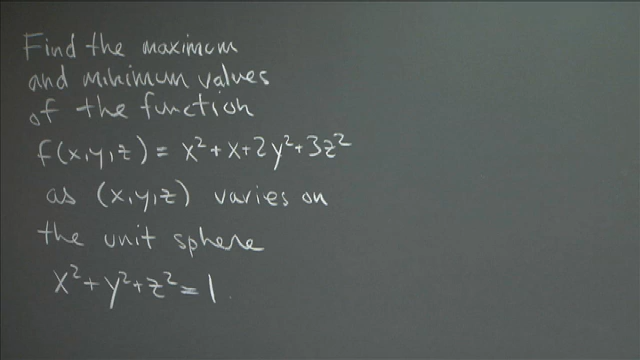 Find the maximum
and minimum values
of the function
f(x,y,z) = x² + x + 2y² + 3z²
as (x,y,z) varies on
the unit sphere
x² + y² + z² = 1.